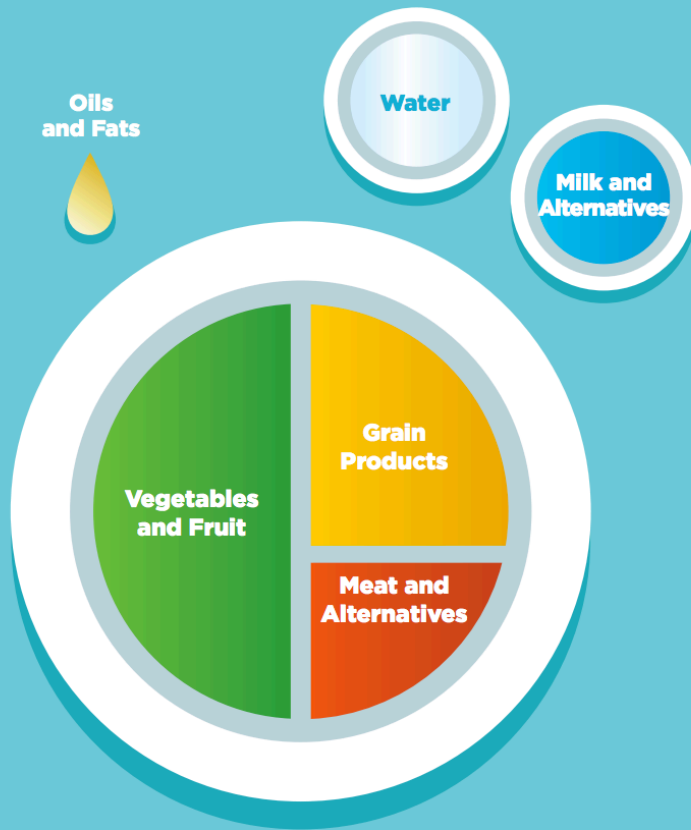 Oils
and Fats
Water
Milk and
Alternatives
Vegetables
and Fruit
Grain
Products
Meat and
Alternatives